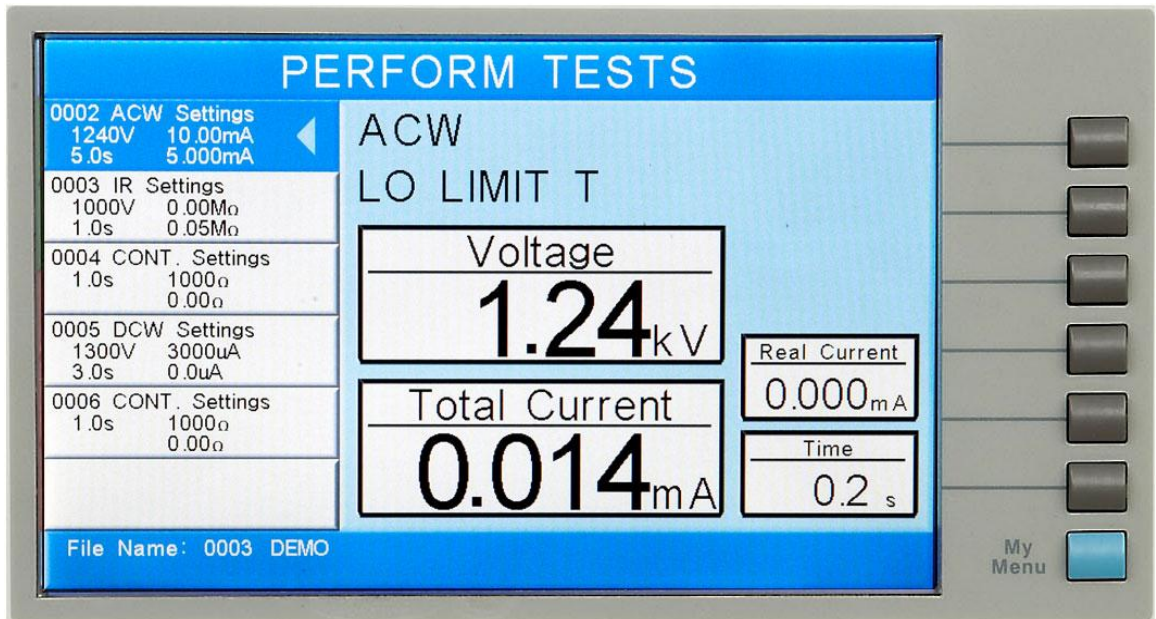 PERFORM TESTS
0002 ACW Settings
1240V 10.00mA
5.0s 5.000mA
0003 IR Settings
1000V 0.00MΩ
1.0s 0.05MΩ
0004 CONT. Settings
1.0s 1000Ω
0.00Ω
0005 DCW Settings
1300V 3000uA
3.0s 0.0uA
0006 CONT. Settings
1.0s 1000Ω
0.00Ω
File Name: 0003 DEMO
ACW
LO LIMIT T
Voltage
1.24kV
Total Current
0.014mA
Real Current
0.000mA
Time
0.2 s
My
Menu